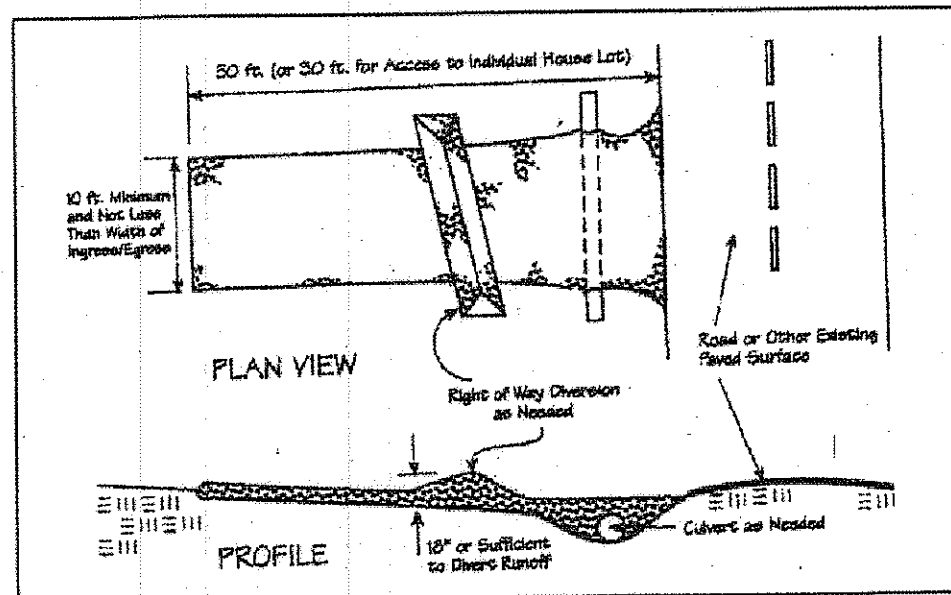 50 ft. (or 30 ft. for Access to Individual House Lot)
10 ft. Minimum
and Not Less
Than Width of
Ingress/Egress
PLAN VIEW
Right of Way Diversion
as Needed
Road or Other Existing
Paved Surface
18" or Sufficient
to Divert Runoff
Culvert as Needed
PROFILE